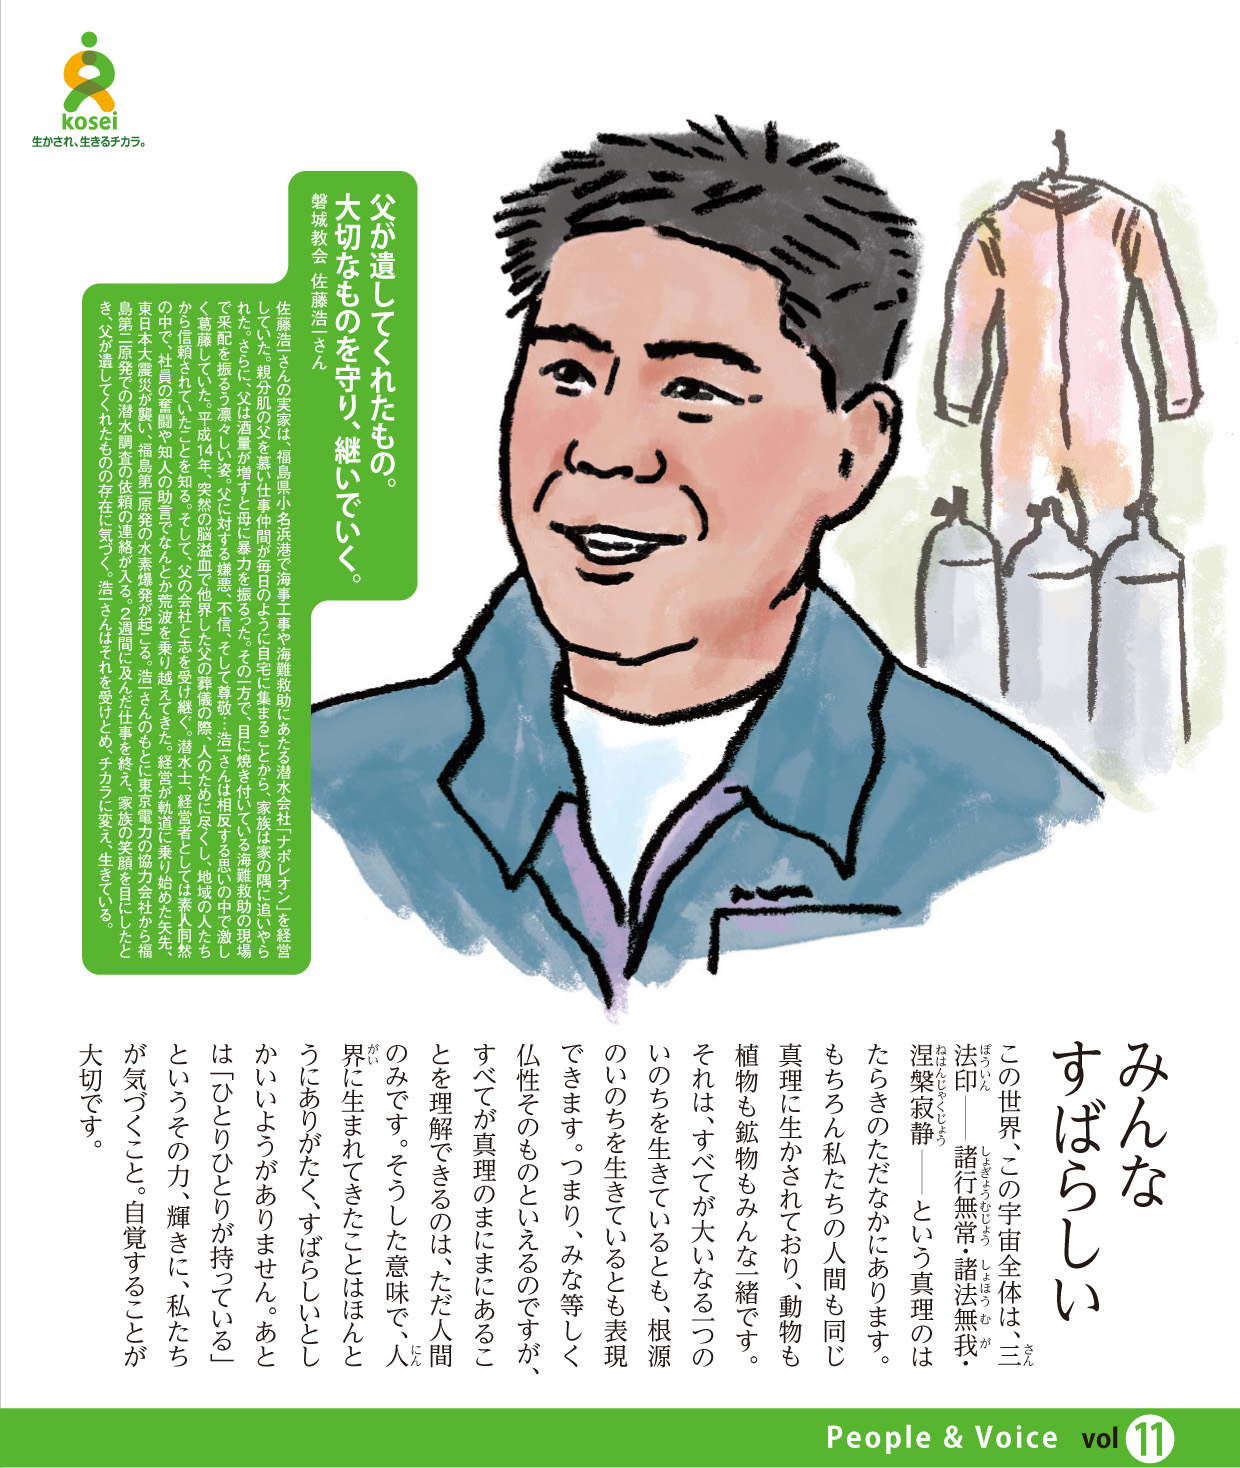 kosei
生かされ、生きるチカラ。
父が遺してくれたもの。
大切なものを守り、継いでいく。
磐城教会 佐藤浩一さん
佐藤浩一さんの実家は、福島県小名浜港で海事工事や海難救助にあたる潜水会社「ナポレオン」を経営
していた。親分肌の父を慕い仕事仲間が毎日のように自宅に集まることから、家族は家の隅に追いやら
れた。さらに、父は酒量が増すと母に暴力を振るった。その一方で、目に焼き付いている海難救助の現場
で采配を振るう凛々しい姿。父に対する嫌悪、不信、そして尊敬…浩一さんは相反する思いの中で激し
く葛藤していた。平成14年、突然の脳溢血で他界した父の葬儀の際、人のために尽くし、地域の人たち
から信頼されていたことを知る。そして、父の会社と志を受け継ぐ。潜水士、経営者としては素人同然
の中で、社員の奮闘や知人の助言でなんとか荒波を乗り越えてきた。経営が軌道に乗り始めた矢先、
東日本大震災が襲い、福島第一原発の水素爆発が起こる。浩一さんのもとに東京電力の協力会社から福
島第二原発での潜水調査の依頼の連絡が入る。2週間に及んだ仕事を終え、家族の笑顔を目にしたと
き、父が遺してくれたものの存在に気づく。浩一さんはそれを受けとめ、チカラに変え、生きている。
みんな
すばらしい
この世界、この宇宙全体は、三
さん
法印――諸行無常・諸法無我・
ぼういん しょぎょうむじょう しょほうむが
涅槃寂静――という真理のは
ねはんじゃくじょう
たらきのただなかにあります。
もちろん私たちの人間も同じ
真理に生かされており、動物も
植物も鉱物もみんな一緒です。
それは、すべてが大いなる一つの
いのちを生きているとも、根源
のいのちを生きているとも表現
できます。つまり、みな等しく
仏性そのものといえるのですが、
すべてが真理のまにまにあるこ
とを理解できるのは、ただ人間
のみです。そうした意味で、人
にん
界に生まれてきたことはほんと
がい
うにありがたく、すばらしいとし
かいいようがありません。あと
は「ひとりひとりが持っている」
というその力、輝きに、私たち
が気づくこと。自覚することが
大切です。
People & Voice vol 11